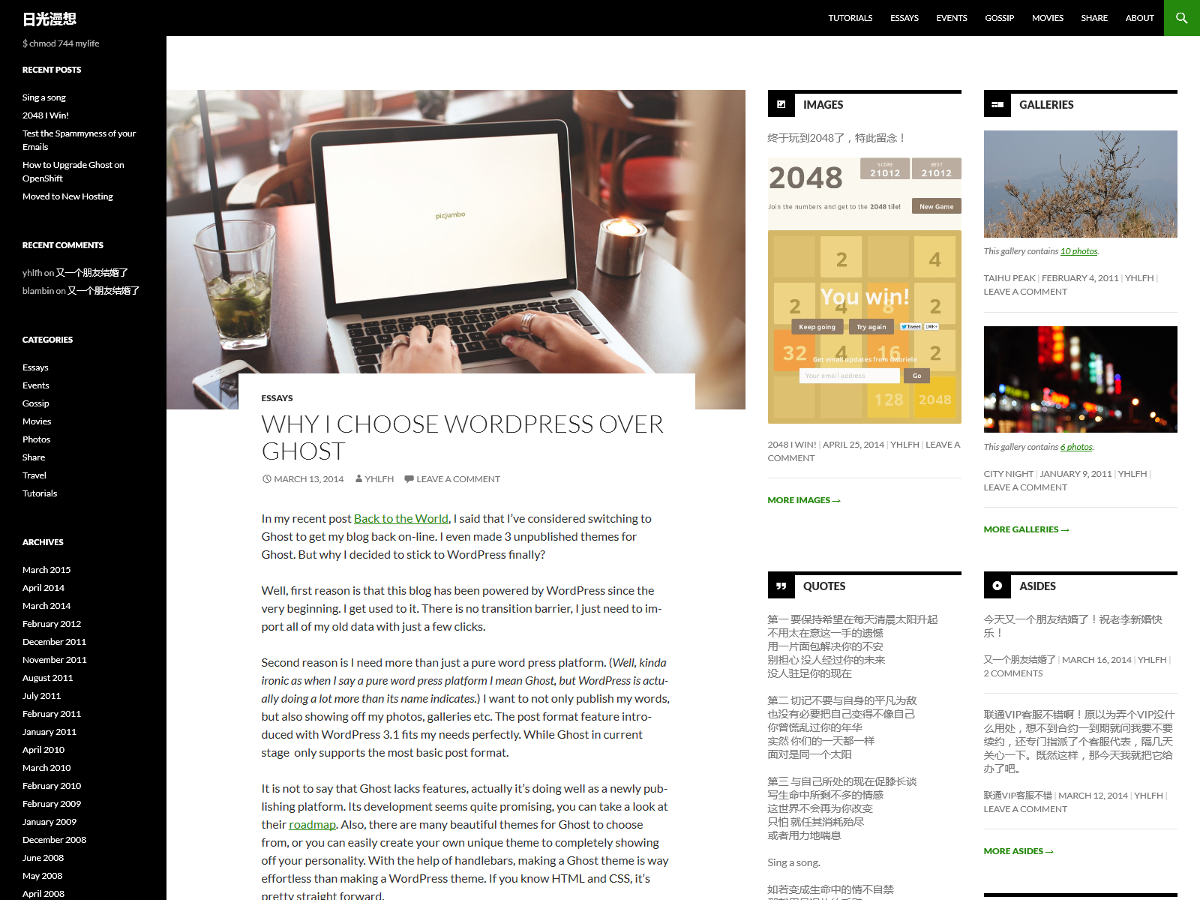 日光漫想
TUTORIALS ESSAYS EVENTS GOSSIP MOVIES SHARE ABOUT
$ chmod 744 mylife
RECENT POSTS
Sing a song
2048 I Win!
Test the Spammyness of your
Emails
How to Upgrade Ghost on
OpenShift
Moved to New Hosting
RECENT COMMENTS
yhlfh on 又一个朋友结婚了
blambin on 又一个朋友结婚了
CATEGORIES
Essays
Events
Gossip
Movies
Photos
Share
Travel
Tutorials
ARCHIVES
March 2015
April 2014
March 2014
February 2012
December 2011
November 2011
August 2011
July 2011
February 2011
January 2011
April 2010
March 2010
February 2010
February 2009
January 2009
December 2008
June 2008
May 2008
April 2008
picjumbo
ESSAYS
WHY I CHOOSE WORDPRESS OVER
GHOST
MARCH 13, 2014 YHLFH LEAVE A COMMENT
In my recent post Back to the World, I said that I've considered switching to
Ghost to get my blog back on-line. I even made 3 unpublished themes for
Ghost. But why I decided to stick to WordPress finally?
Well, first reason is that this blog has been powered by WordPress since the
very beginning. I get used to it. There is no transition barrier, I just need to im-
port all of my old data with just a few clicks.
Second reason is I need more than just a pure word press platform. (Well, kinda
ironic as when I say a pure word press platform I mean Ghost, but WordPress is actu-
ally doing a lot more than its name indicates.) I want to not only publish my words,
but also showing off my photos, galleries etc. The post format feature intro-
duced with WordPress 3.1 fits my needs perfectly. While Ghost in current
stage only supports the most basic post format.
It is not to say that Ghost lacks features, actually it's doing well as a newly pub-
lishing platform. Its development seems quite promising, you can take a look at
their roadmap. Also, there are many beautiful themes for Ghost to choose
from, or you can easily create your own unique theme to completely showing
off your personality. With the help of handlebars, making a Ghost theme is way
effortless than making a WordPress theme. If you know HTML and CSS, it's
pretty straight forward.
IMAGES
终于玩到2048了，特此留念！
2048
SCORE
21012
BEST
21012
Join the numbers and get to the 2048 tile!
New Game
2 4
2 4 8 2
You win!
Keep going Try again Tweet
32 4 16 2
Get email updates from Gabriele
Your email address Go
128 2048
2048 I WIN! | APRIL 25, 2014 | YHLFH | LEAVE A
COMMENT
MORE IMAGES →
GALLERIES
This gallery contains 10 photos.
TAIHU PEAK | FEBRUARY 4, 2011 | YHLFH |
LEAVE A COMMENT
This gallery contains 6 photos.
CITY NIGHT | JANUARY 9, 2011 | YHLFH |
LEAVE A COMMENT
MORE GALLERIES →
QUOTES
第一 要保持希望在每天清晨太阳升起
不用太在意这一手的遗憾
用一片面包解决你的不安
别担心 没人经过你的未来
没人驻足你的现在
第二 切记不要与自身的平凡为敌
也没有必要把自己变得不像自己
你曾慌乱过你的年华
突然 你们的一天都一样
面对是同一个太阳
第三 与自己所处的现在促膝长谈
写生命中所剩不多的情感
这世界不会再为你改变
只怕 就任其消耗殆尽
或者用力地喘息
Sing a song.
如若变成生命中的情不自禁
ASIDES
今天又一个朋友结婚了！祝老李新婚快
乐！
又一个朋友结婚了 | MARCH 16, 2014 | YHLFH |
2 COMMENTS
联通VIP客服不错啊！原以为弄个VIP没什
么用处，想不到合约一到期就问我要不要
续约，还专门指派了个客服代表，隔几天
关心一下。既然这样，那今天我就把它给
办了吧。
联通VIP客服不错 | MARCH 12, 2014 | YHLFH |
LEAVE A COMMENT
MORE ASIDES →